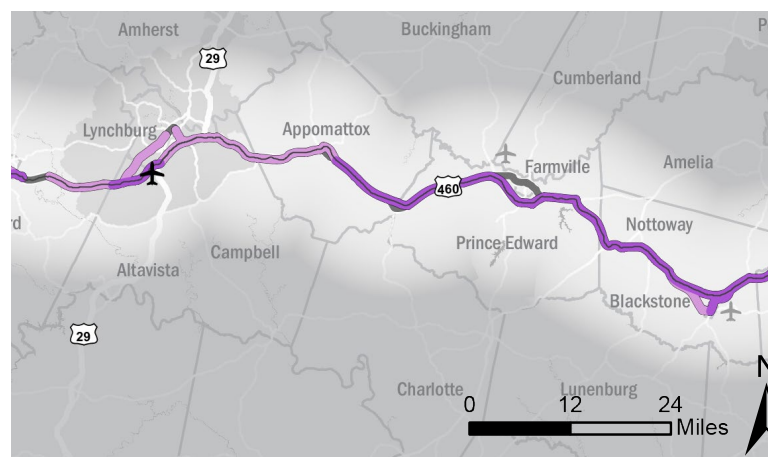 Amherst
Buckingham
P
29
Cumberland
Lynchburg
Appomattox
Farmville
Amelia
460
rd
Nottoway
Prince Edward
Campbell
Altavista
Blackstone
29
N
Charlotte
Lunenburg
0 12 24
Miles